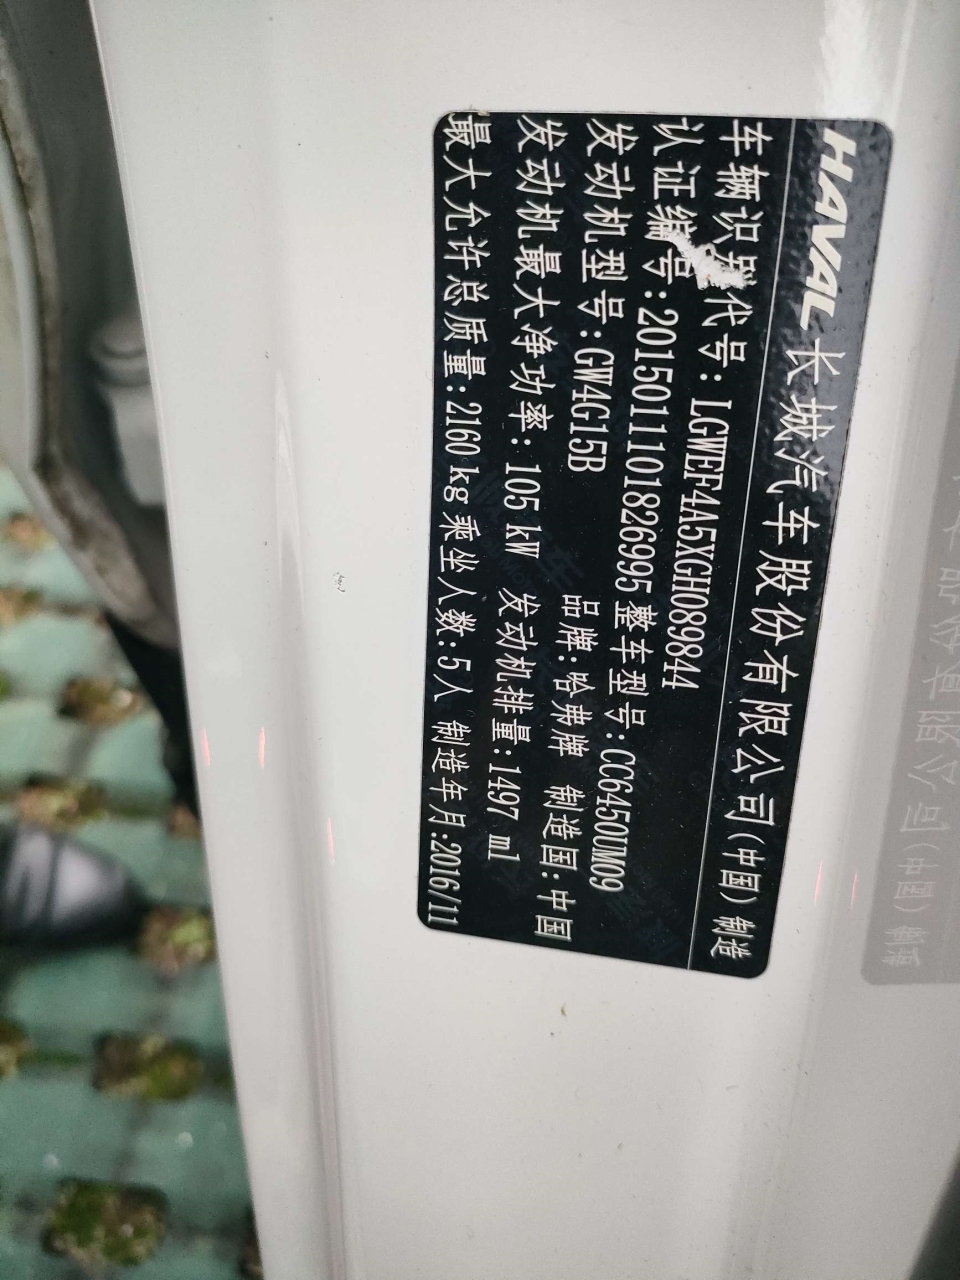 HAVAL 长城汽车股份有限公司(中国) 制造
车辆识别代号: LGWEF4A5XGH089844
认证编号:2015011101826995 整车型号:CC6450UM09
发动机型号:GW4G15B 品牌:哈弗牌 制造国:中国
发动机最大净功率: 105 kW 发动机排量:1497 ml
最大允许总质量:2160 kg 乘坐人数:5人 制造年月:2016/11